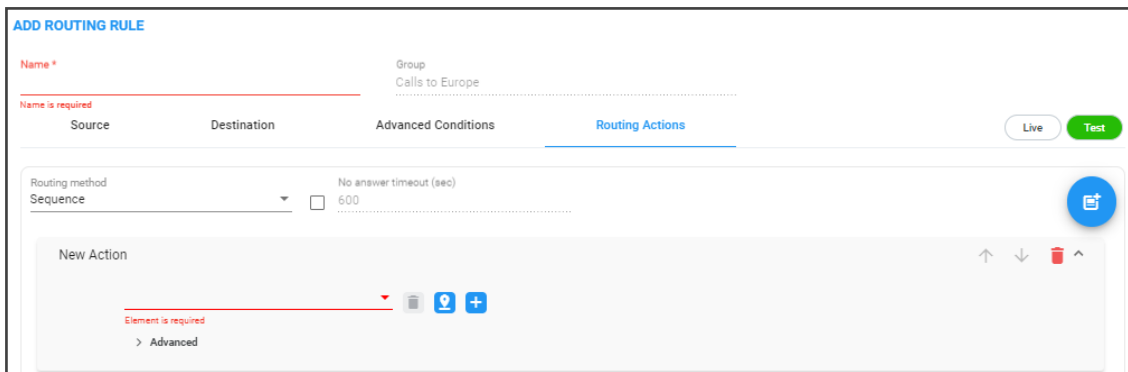 ADD ROUTING RULE
Name *
Group
Calls to Europe
Name is required
Source Destination Advanced Conditions Routing Actions Live Test
Routing method No answer timeout (sec)
Sequence 600
New Action
Element is required
Advanced